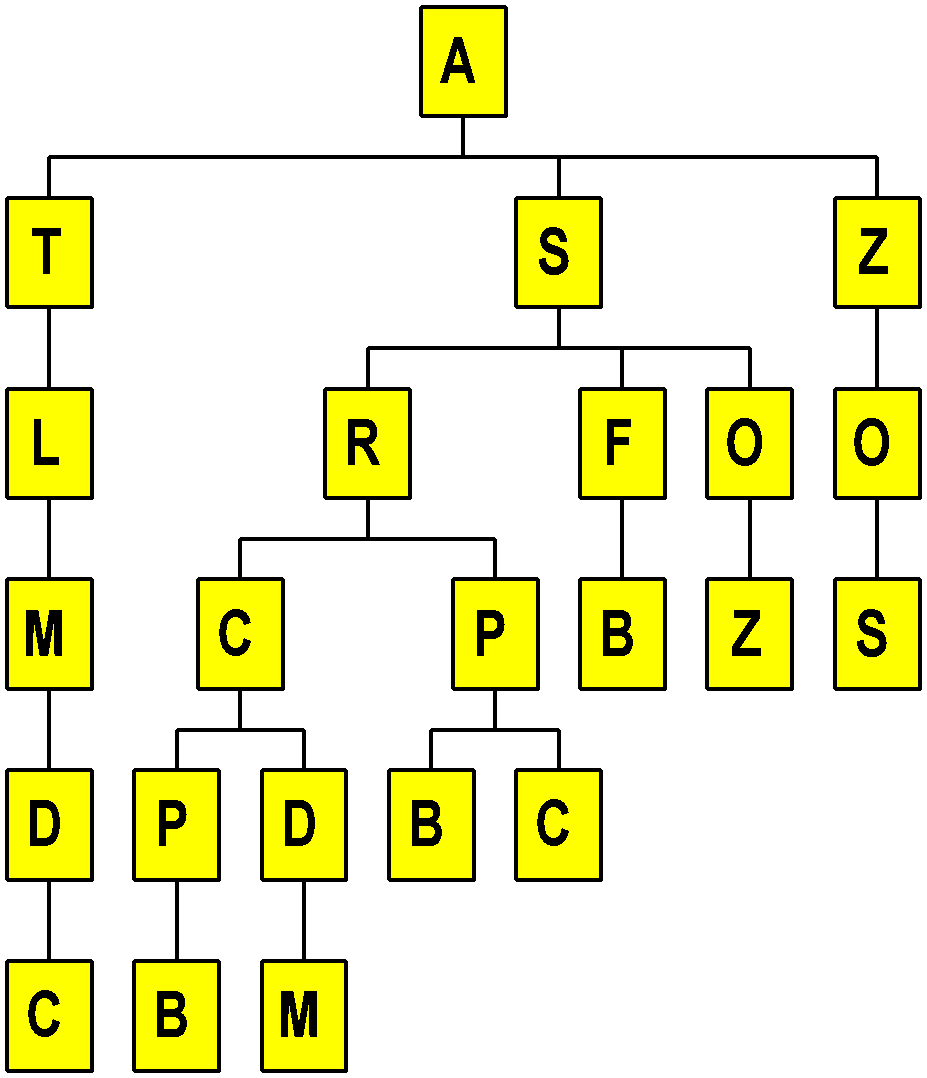 A
T S Z
L R F O O
M C P B Z S
D P D B C
C B M